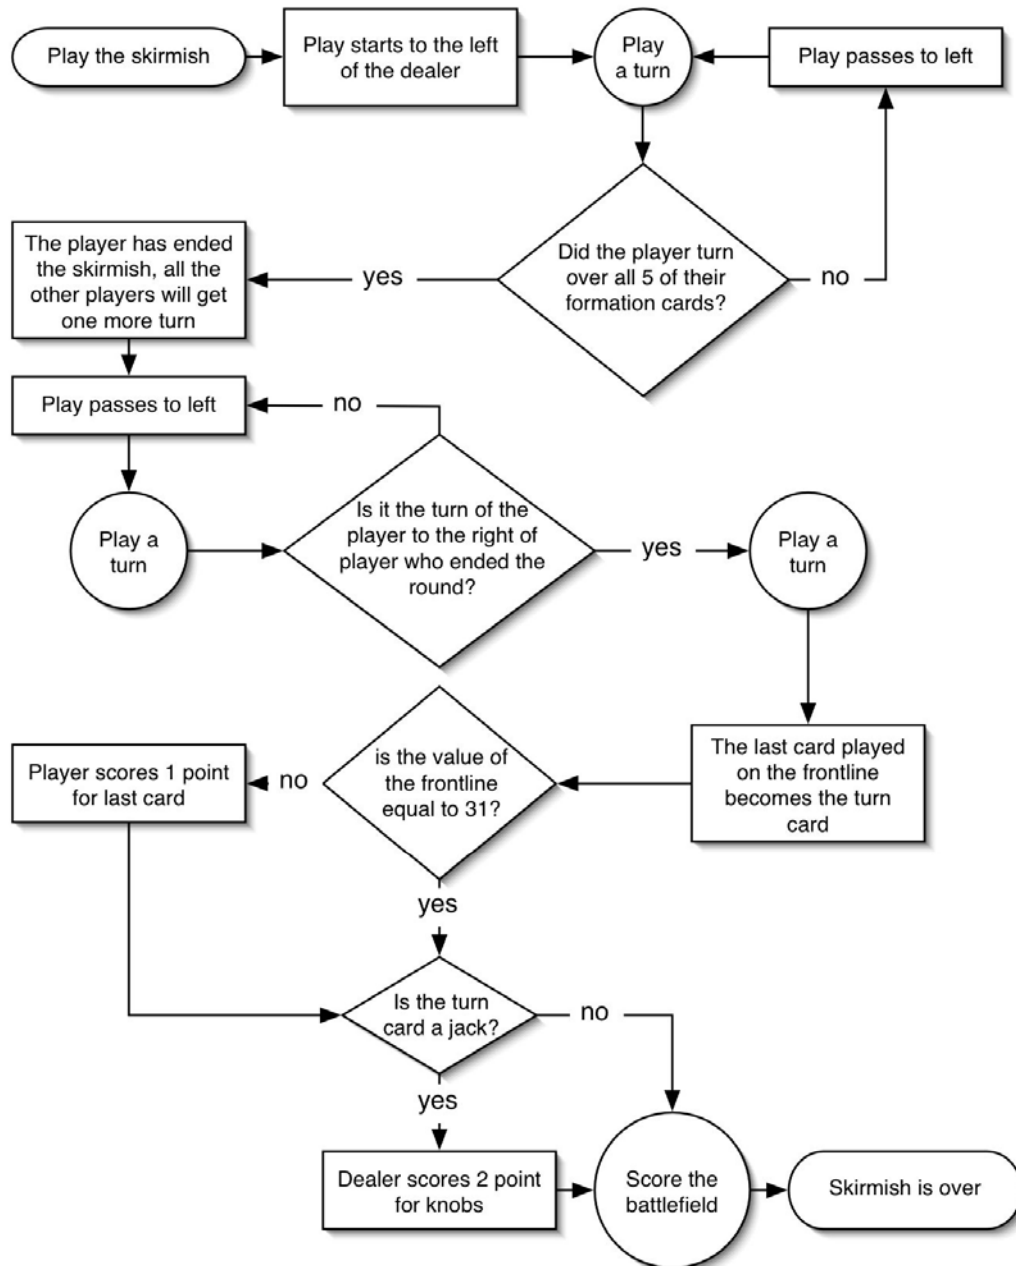 Play the skirmish
Play starts to the left
of the dealer
Play
a turn
Play passes to left
Did the player turn
over all 5 of their
formation cards?
no
yes
The player has ended
the skirmish, all the
other players will get
one more turn
Play passes to left
no
Play a
turn
Is it the turn of the
player to the right of
player who ended the
round?
yes
Play a
turn
The last card played
on the frontline
becomes the turn
card
is the value of
the frontline
equal to 31?
no
Player scores 1 point
for last card
yes
Is the turn
card a jack?
no
yes
Dealer scores 2 point
for knobs
Score the
battlefield
Skirmish is over